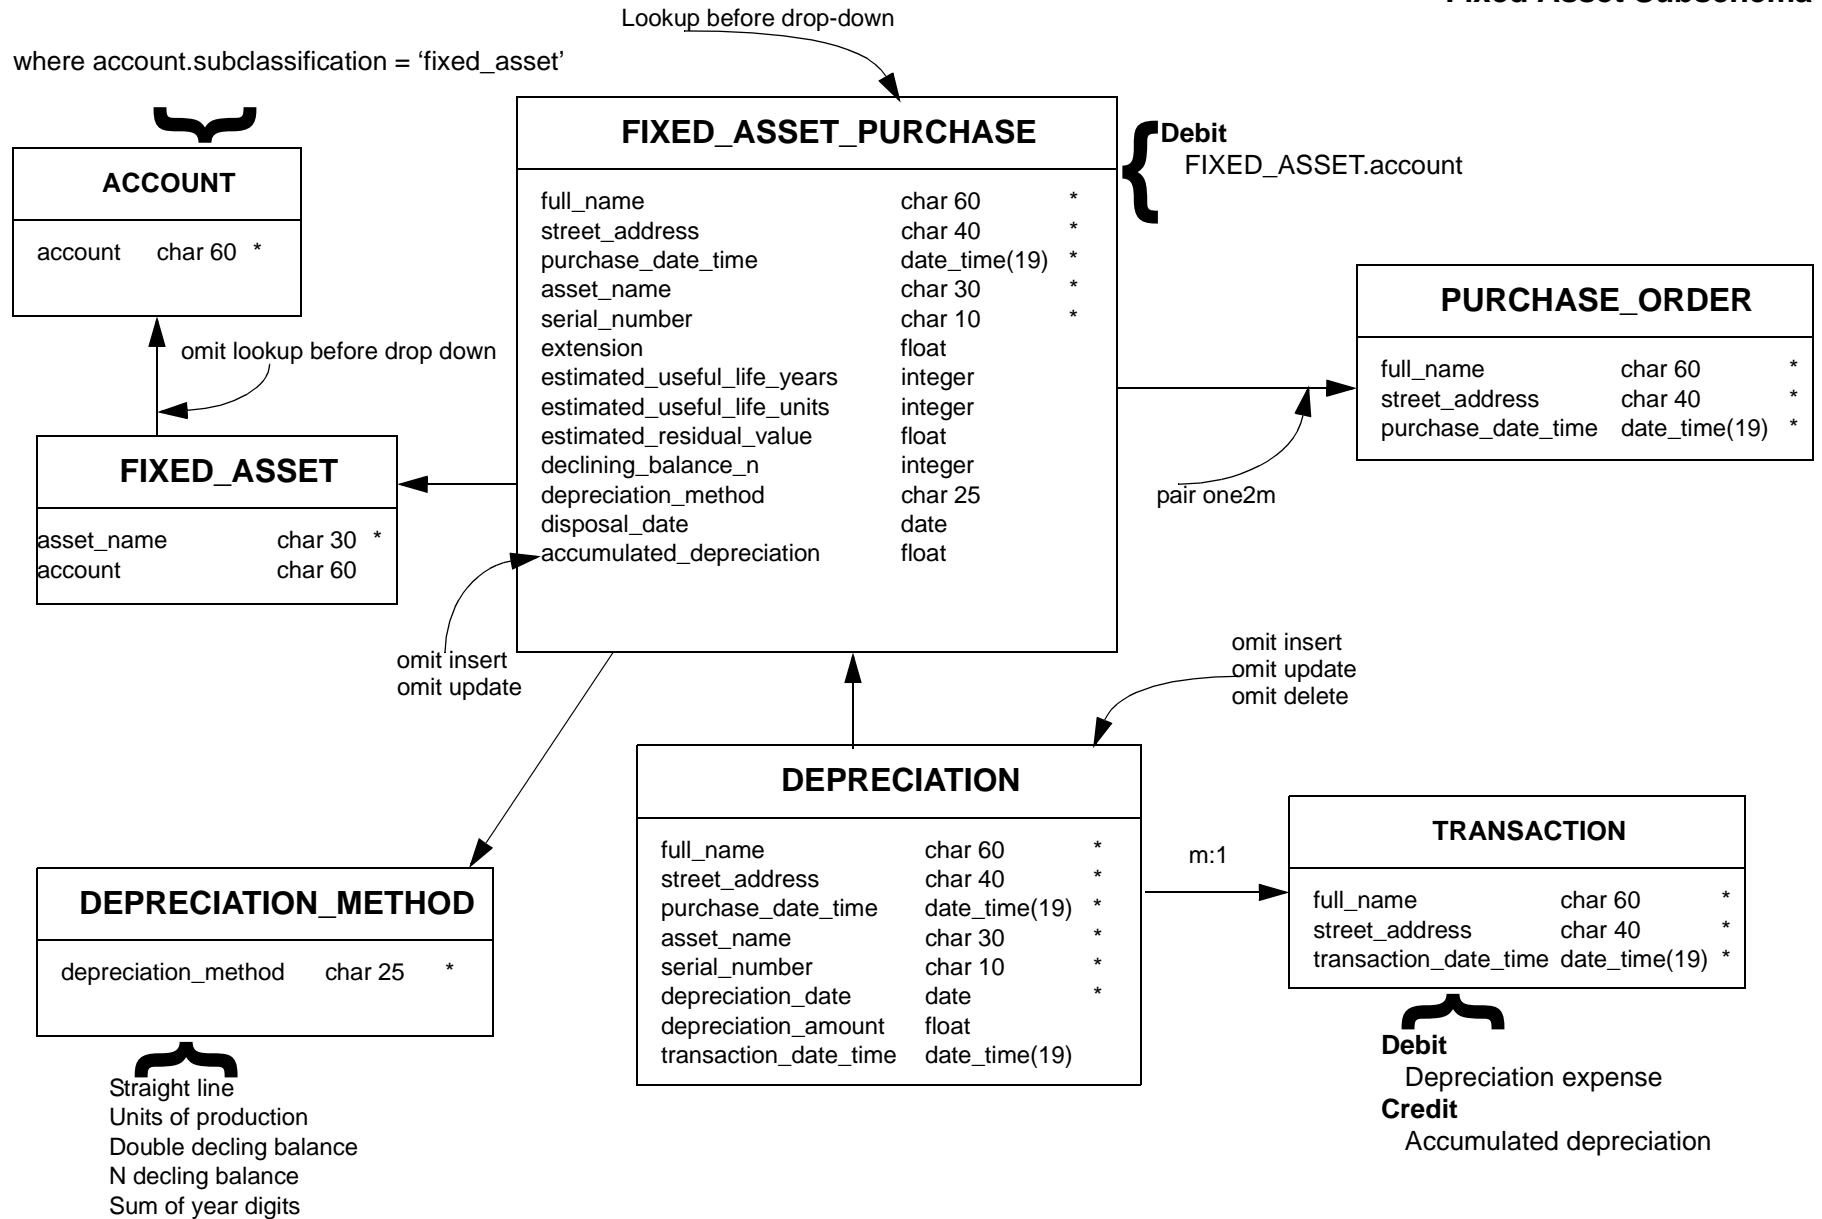 Fixed Asset Subschema
Lookup before drop-down
where account.subclassification = ‘fixed_asset’
ACCOUNT
account char 60 *
omit lookup before drop down
FIXED_ASSET
asset_name char 30 *
account char 60
FIXED_ASSET_PURCHASE
full_name char 60 *
street_address char 40 *
purchase_date_time date_time(19) *
asset_name char 30 *
serial_number char 10 *
extension float
estimated_useful_life_years integer
estimated_useful_life_units integer
estimated_residual_value float
declining_balance_n integer
depreciation_method char 25
disposal_date date
accumulated_depreciation float
Debit
FIXED_ASSET.account
PURCHASE_ORDER
full_name char 60 *
street_address char 40 *
purchase_date_time date_time(19) *
pair one2m
omit insert
omit update
omit insert
omit update
omit delete
DEPRECIATION
full_name char 60 *
street_address char 40 *
purchase_date_time date_time(19) *
asset_name char 30 *
serial_number char 10 *
depreciation_date date *
depreciation_amount float
transaction_date_time date_time(19)
m:1
TRANSACTION
full_name char 60 *
street_address char 40 *
transaction_date_time date_time(19) *
Debit
Depreciation expense
Credit
Accumulated depreciation
DEPRECIATION_METHOD
depreciation_method char 25 *
Straight line
Units of production
Double decling balance
N decling balance
Sum of year digits